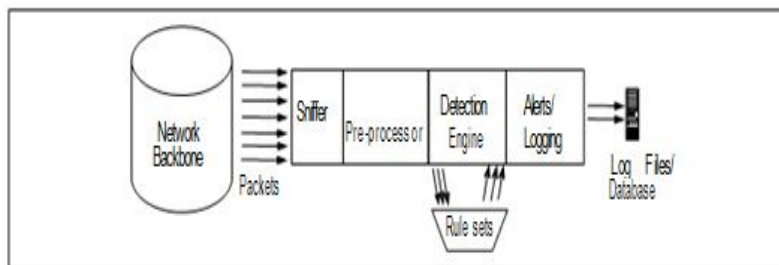 Network
Backbone
Packets
Sniffer
Pre-processor
Detection
Engine
Alerts/
Logging
Rule sets
Log Files/
Database